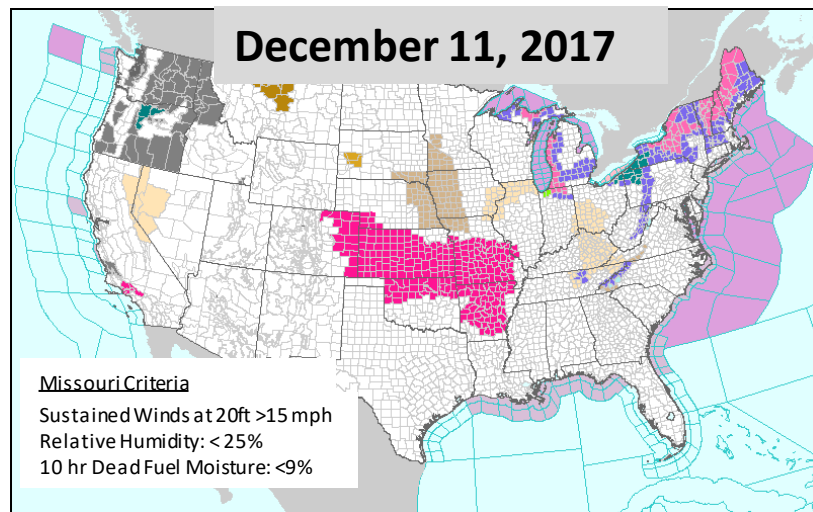 December 11, 2017
Missouri Criteria
Sustained Winds at 20ft >15 mph
Relative Humidity: < 25%
10 hr Dead Fuel Moisture: <9%